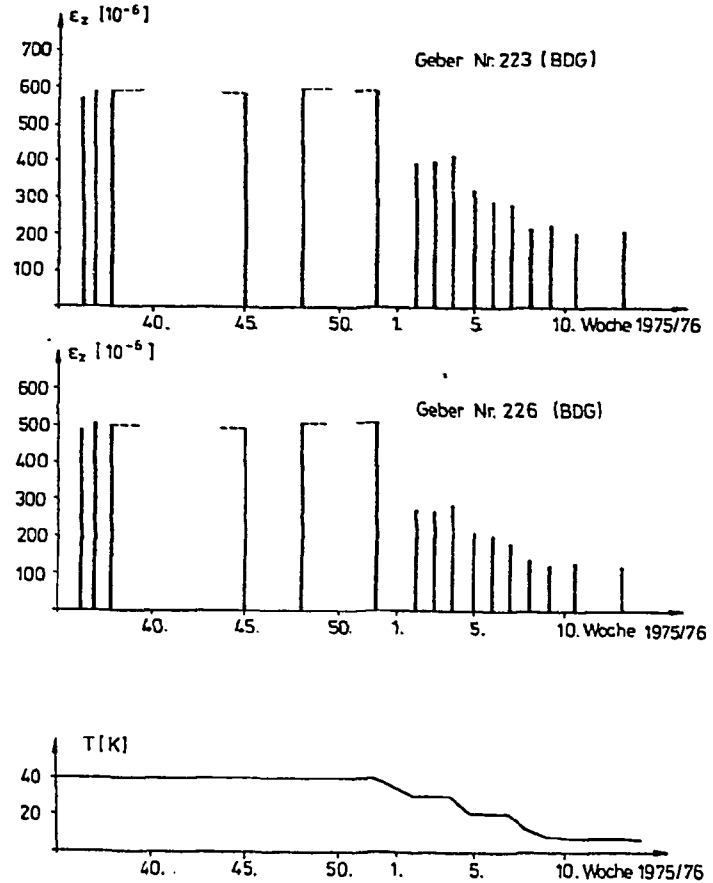 ε_z [10⁻⁶]
Geber Nr. 223 (BDG)
700
600
500
400
300
200
100
40. 45. 50. 1. 5. 10. Woche 1975/76
ε_z [10⁻⁶]
Geber Nr. 226 (BDG)
600
500
400
300
200
100
40. 45. 50. 1. 5. 10. Woche 1975/76
T [K]
40
20
40. 45. 50. 1. 5. 10. Woche 1975/76